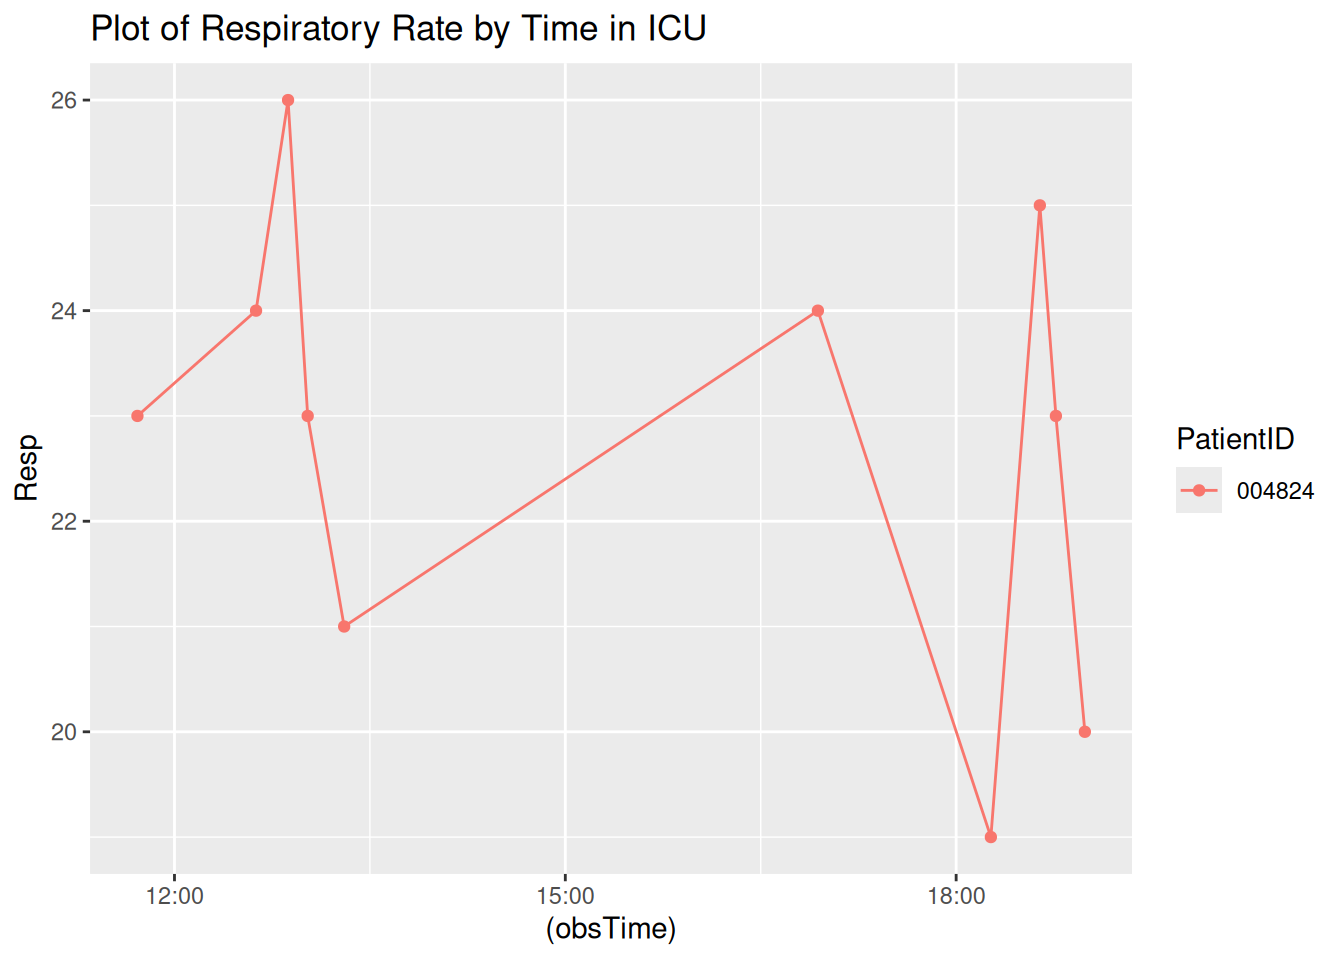 Plot of Respiratory Rate by Time in ICU
26
24
22
20
Resp
12:00 15:00 18:00
(obsTime)
PatientID
004824